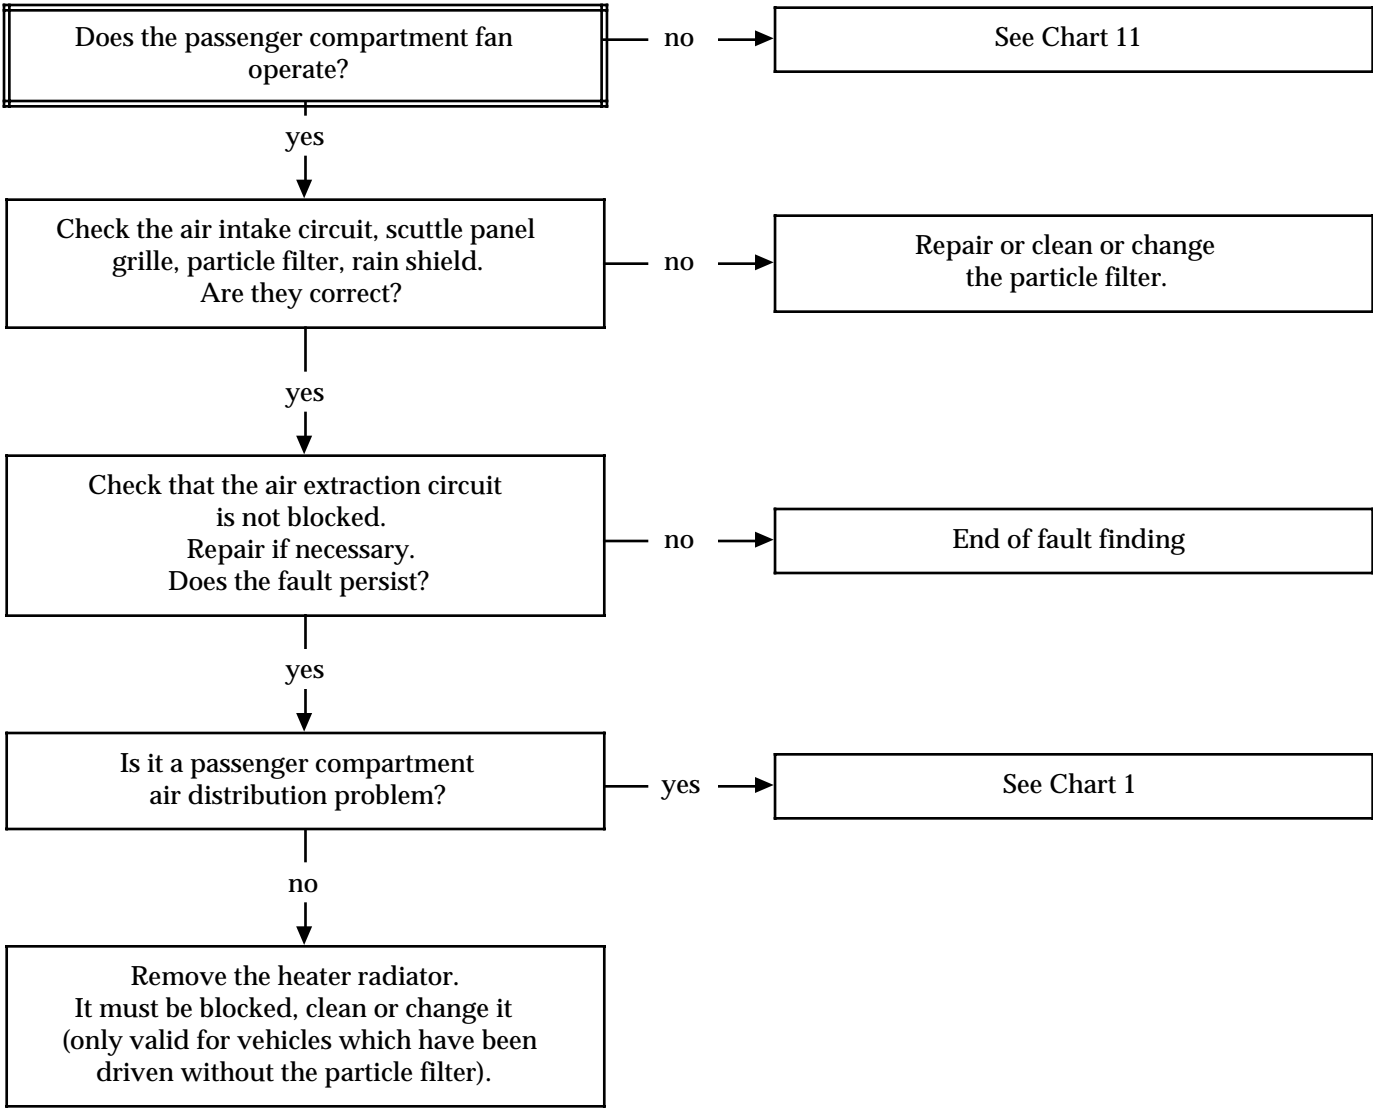 Does the passenger compartment fan
operate?
no
See Chart 11
yes
Check the air intake circuit, scuttle panel
grille, particle filter, rain shield.
Are they correct?
no
Repair or clean or change
the particle filter.
yes
Check that the air extraction circuit
is not blocked.
Repair if necessary.
Does the fault persist?
no
End of fault finding
yes
Is it a passenger compartment
air distribution problem?
yes
See Chart 1
no
Remove the heater radiator.
It must be blocked, clean or change it
(only valid for vehicles which have been
driven without the particle filter).